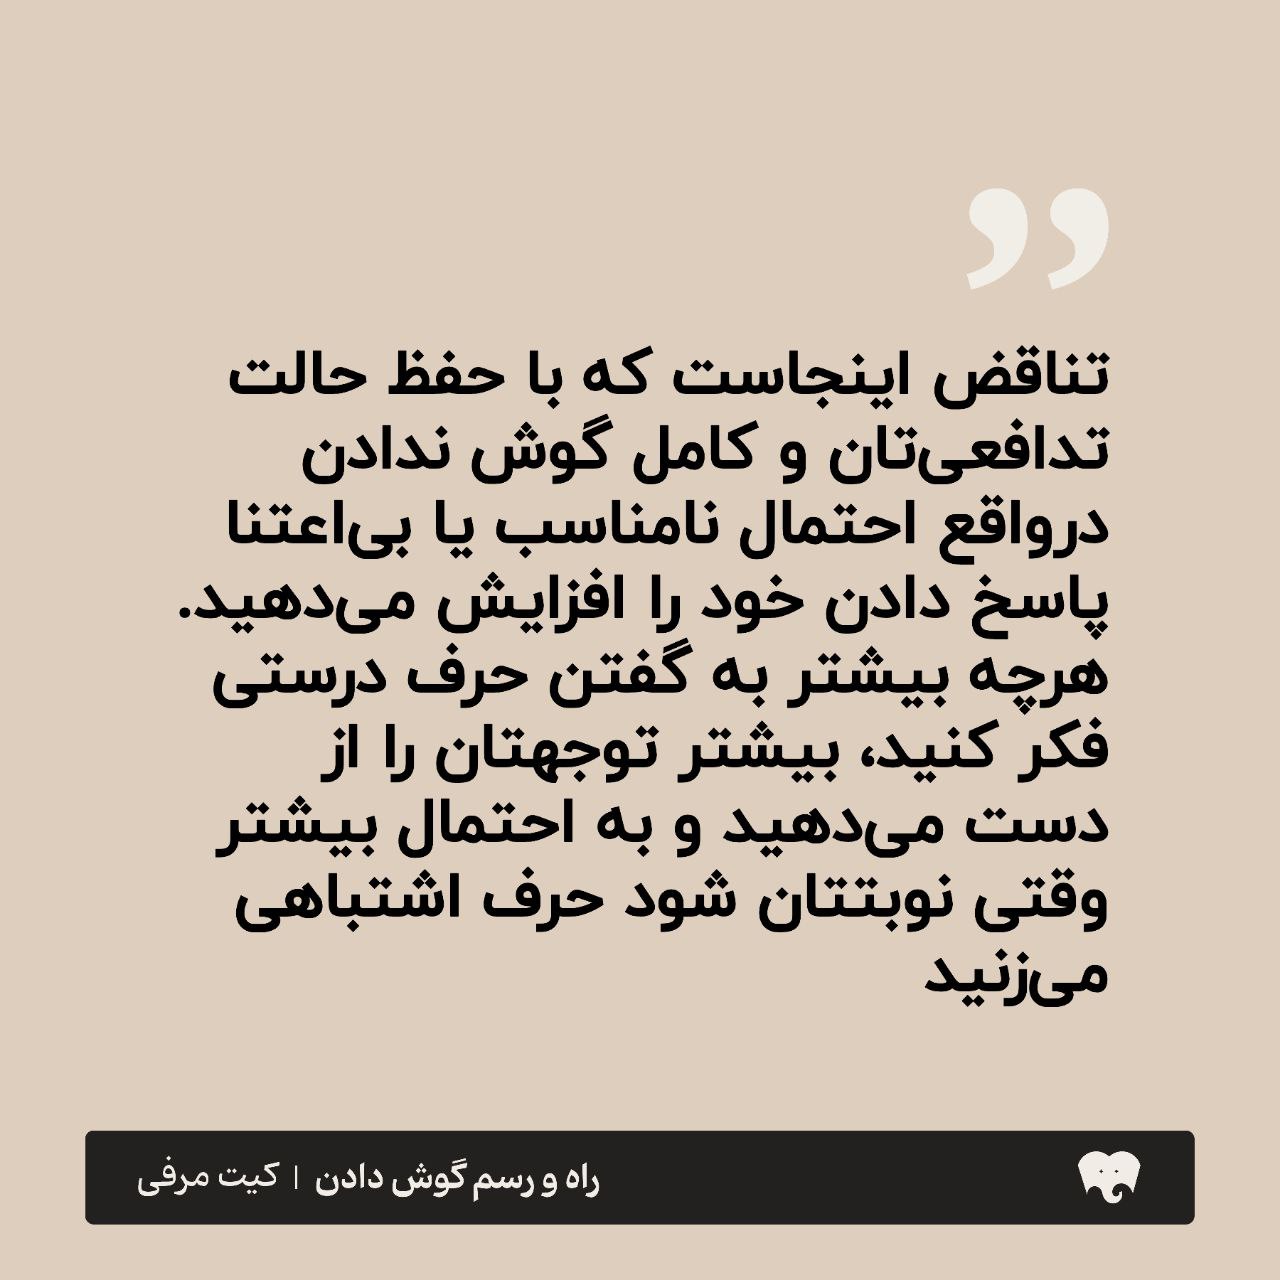 ”
تناقض اینجاست که با حفظ حالت
تدافعی‌تان و کامل گوش ندادن
درواقع احتمال نامناسب یا بی‌اعتنا
پاسخ دادن خود را افزایش می‌دهید.
هرچه بیشتر به گفتن حرف درستی
فکر کنید، بیشتر توجهتان را از
دست می‌دهید و به احتمال بیشتر
وقتی نوبتتان شود حرف اشتباهی
می‌زنید
راه و رسم گوش دادن | کیت مرفی